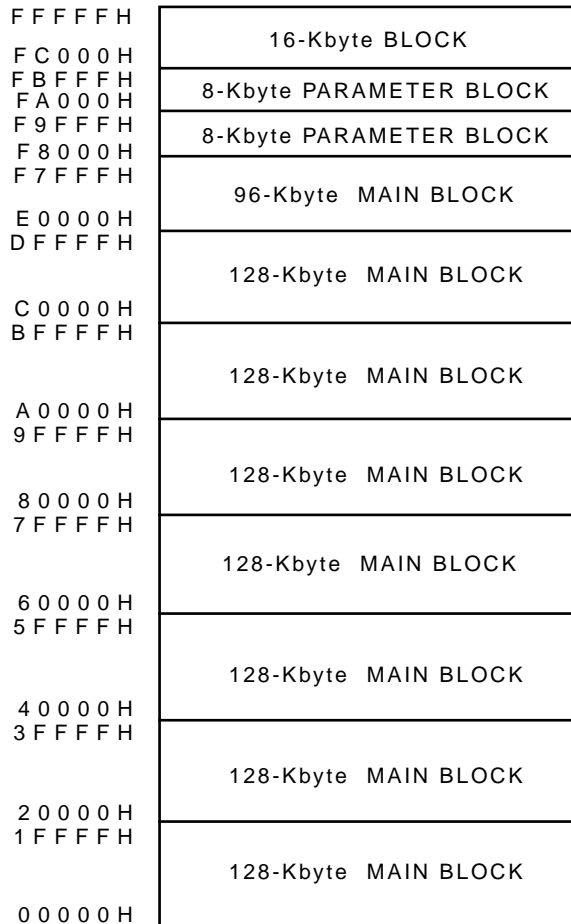 FFFFFH
16-Kbyte BLOCK
FC000H
FBFFFH
8-Kbyte PARAMETER BLOCK
FA000H
F9FFFH
8-Kbyte PARAMETER BLOCK
F8000H
F7FFFH
96-Kbyte MAIN BLOCK
E0000H
DFFFFH
128-Kbyte MAIN BLOCK
C0000H
BFFFFH
128-Kbyte MAIN BLOCK
A0000H
9FFFFH
128-Kbyte MAIN BLOCK
80000H
7FFFFH
128-Kbyte MAIN BLOCK
60000H
5FFFFH
128-Kbyte MAIN BLOCK
40000H
3FFFFH
128-Kbyte MAIN BLOCK
20000H
1FFFFH
128-Kbyte MAIN BLOCK
00000H